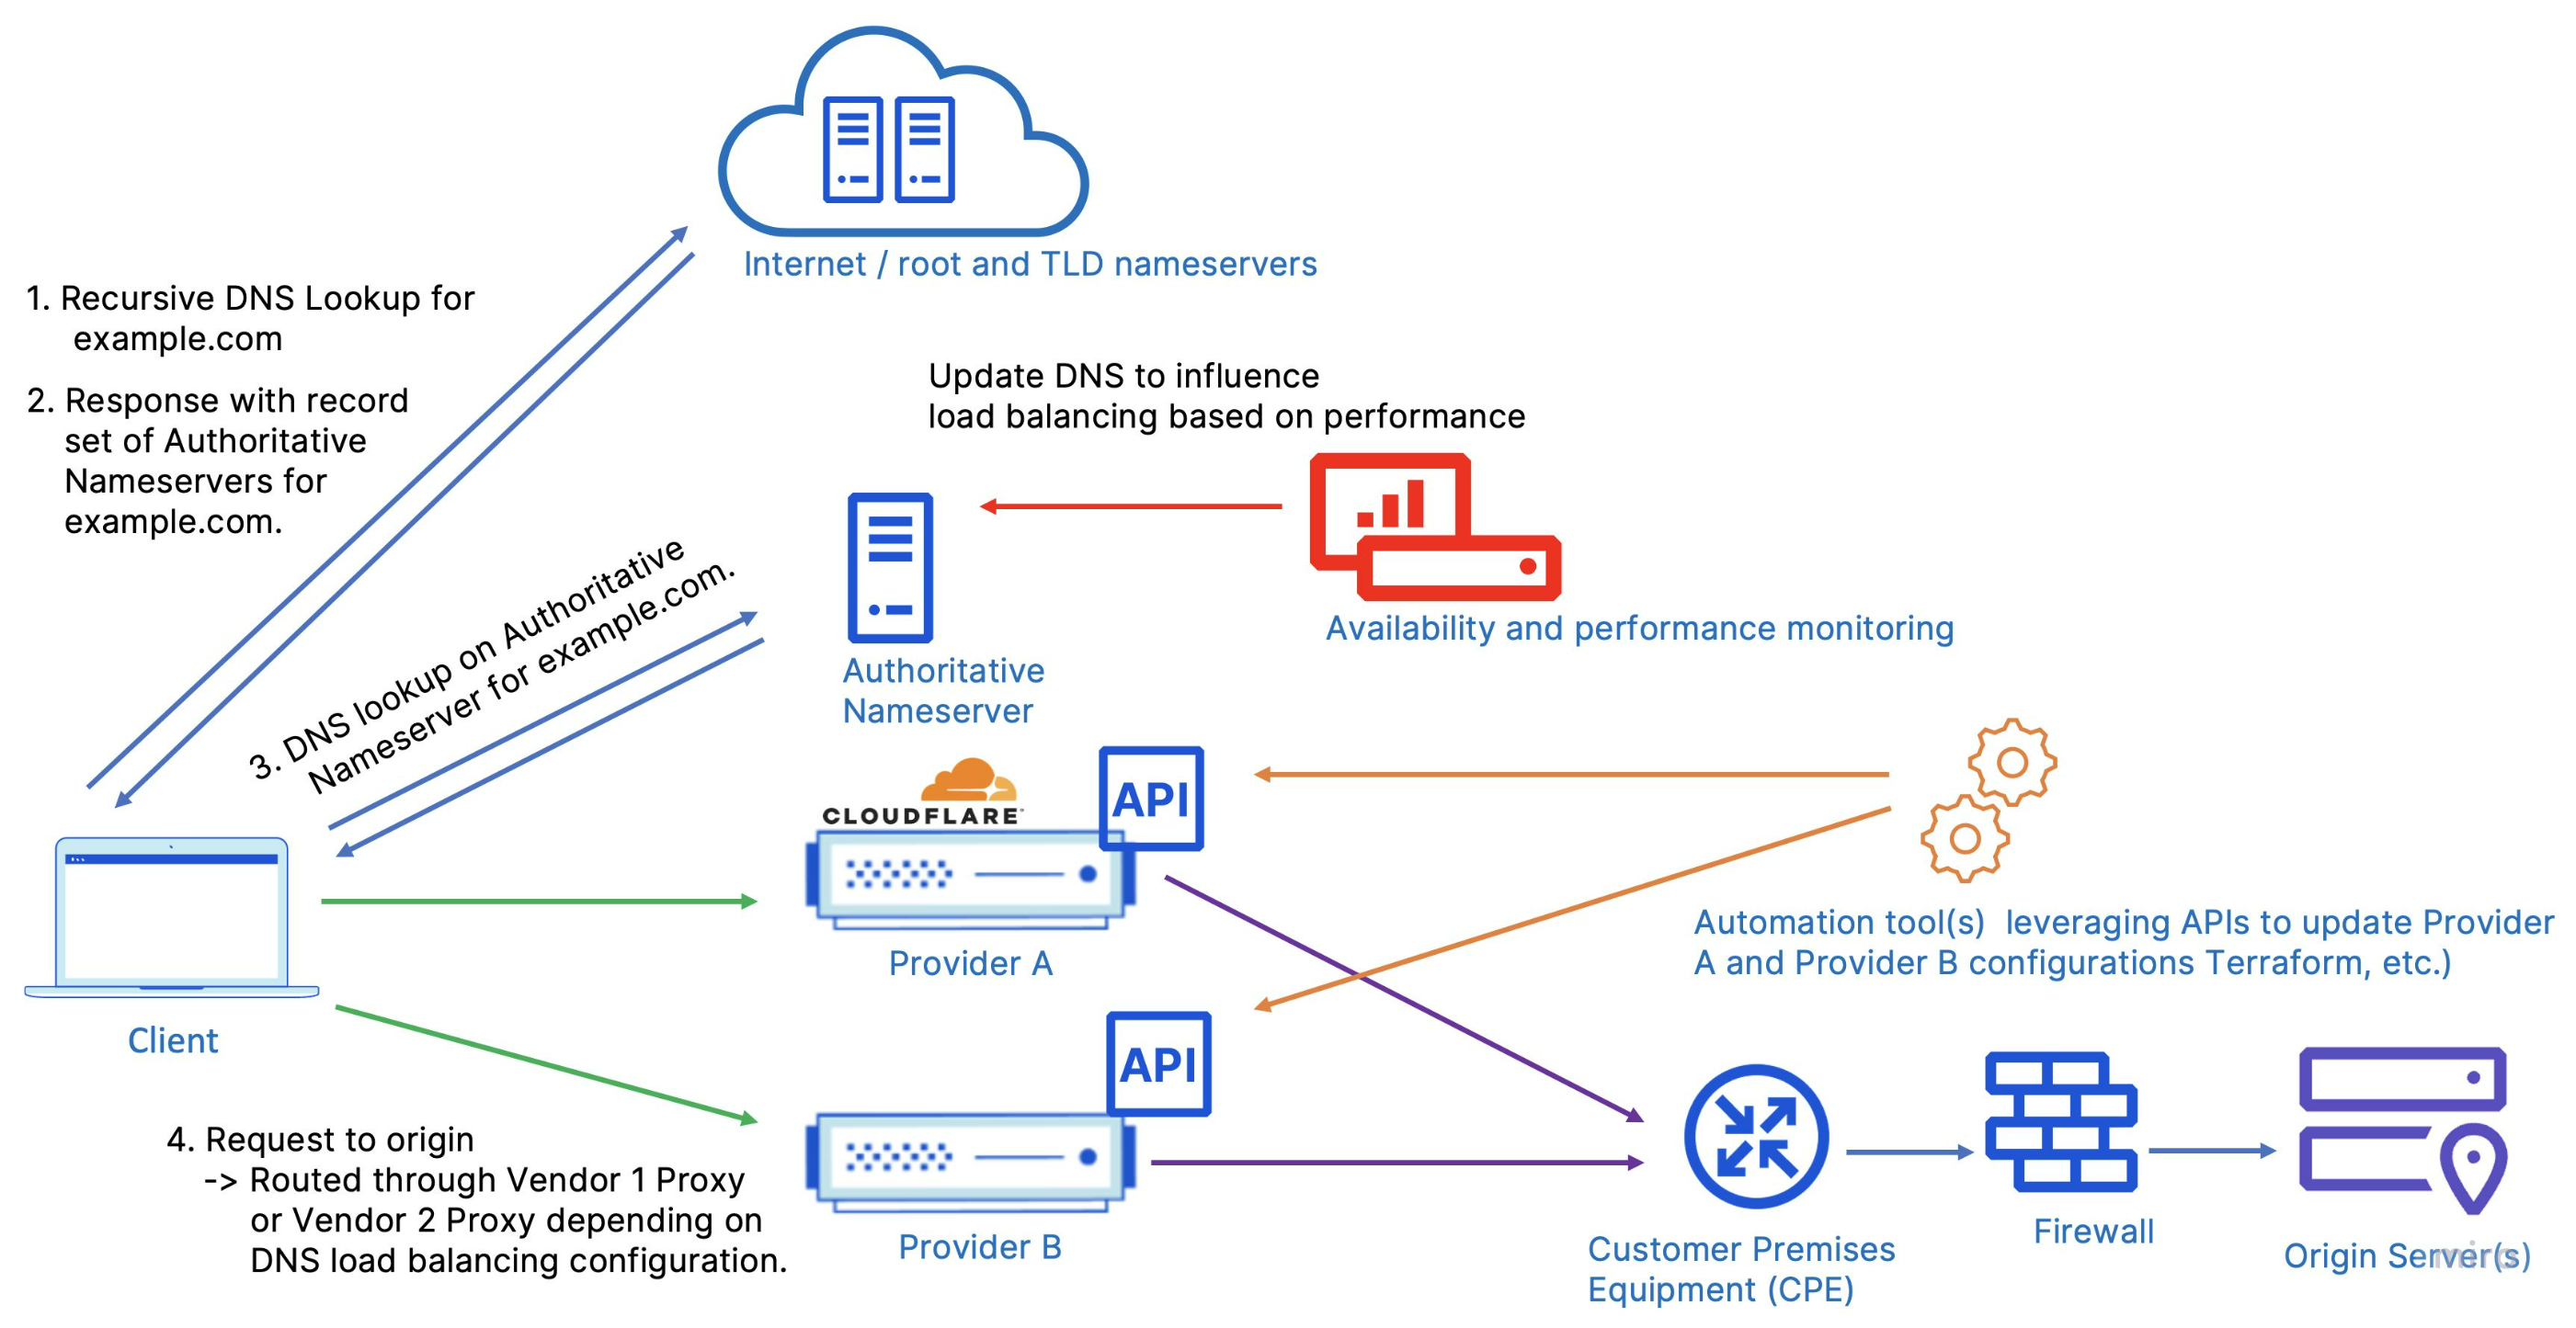 Internet / root and TLD nameservers
1. Recursive DNS Lookup for
example.com
2. Response with record
set of Authoritative
Nameservers for
example.com.
Update DNS to influence
load balancing based on performance
3. DNS lookup on Authoritative
Nameserver for example.com.
Availability and performance monitoring
Authoritative
Nameserver
CLOUDFLARE
API
Provider A
Automation tool(s) leveraging APIs to update Provider
A and Provider B configurations Terraform, etc.)
Client
API
4. Request to origin
-> Routed through Vendor 1 Proxy
or Vendor 2 Proxy depending on
DNS load balancing configuration.
Provider B
Customer Premises
Equipment (CPE)
Firewall
Origin Server(s)
miro